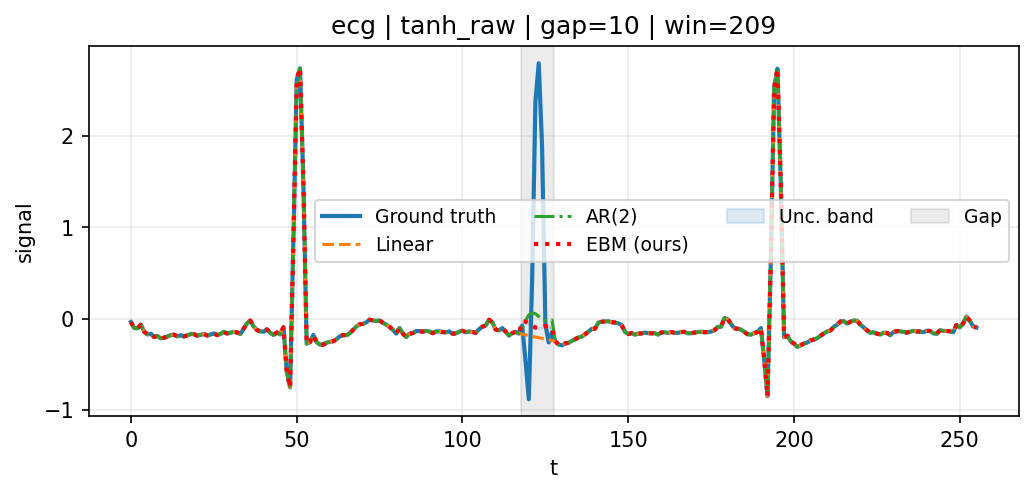 ecg | tanh_raw | gap=10 | win=209
signal
2
1
0
−1
Ground truth
Linear
AR(2)
EBM (ours)
Unc. band
Gap
0
50
100
150
200
250
t